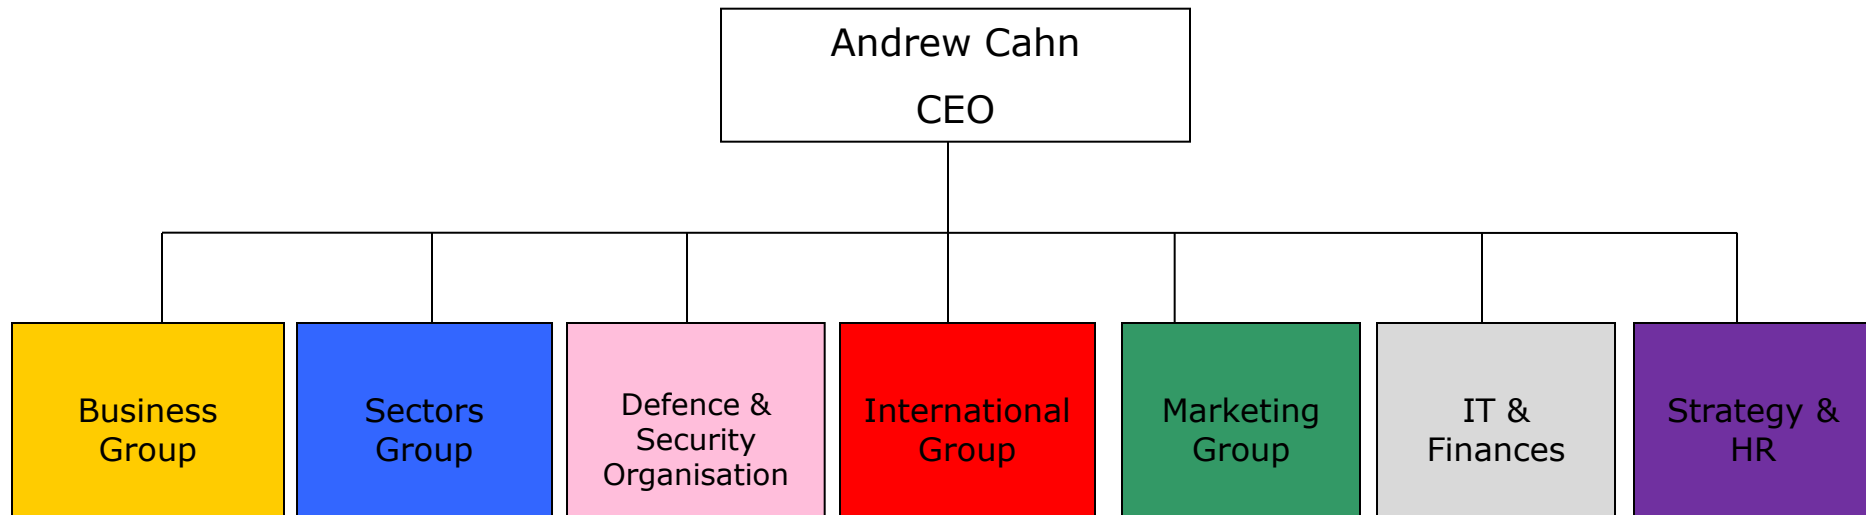 Andrew Cahn
CEO
Business
Group
Sectors
Group
Defence &
Security
Organisation
International
Group
Marketing
Group
IT &
Finances
Strategy &
HR